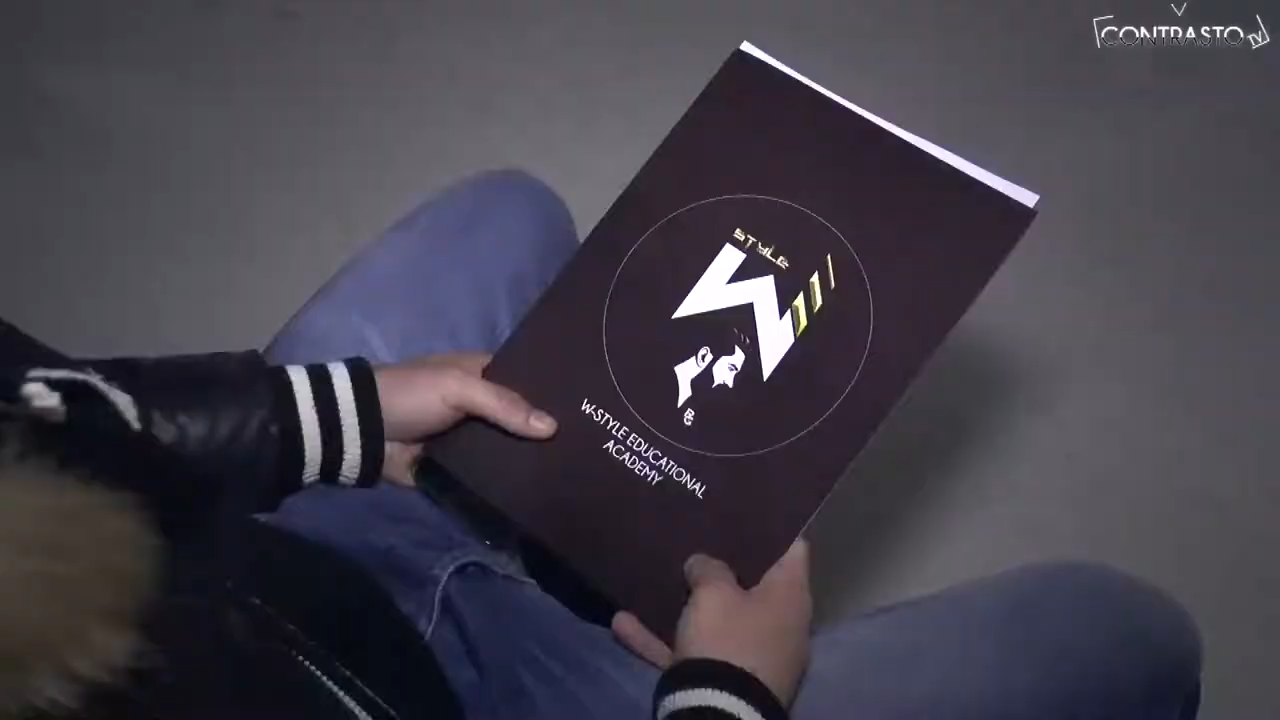 CONTRASTO TV
STYLE
W
W-STYLE EDUCATIONAL
ACADEMY